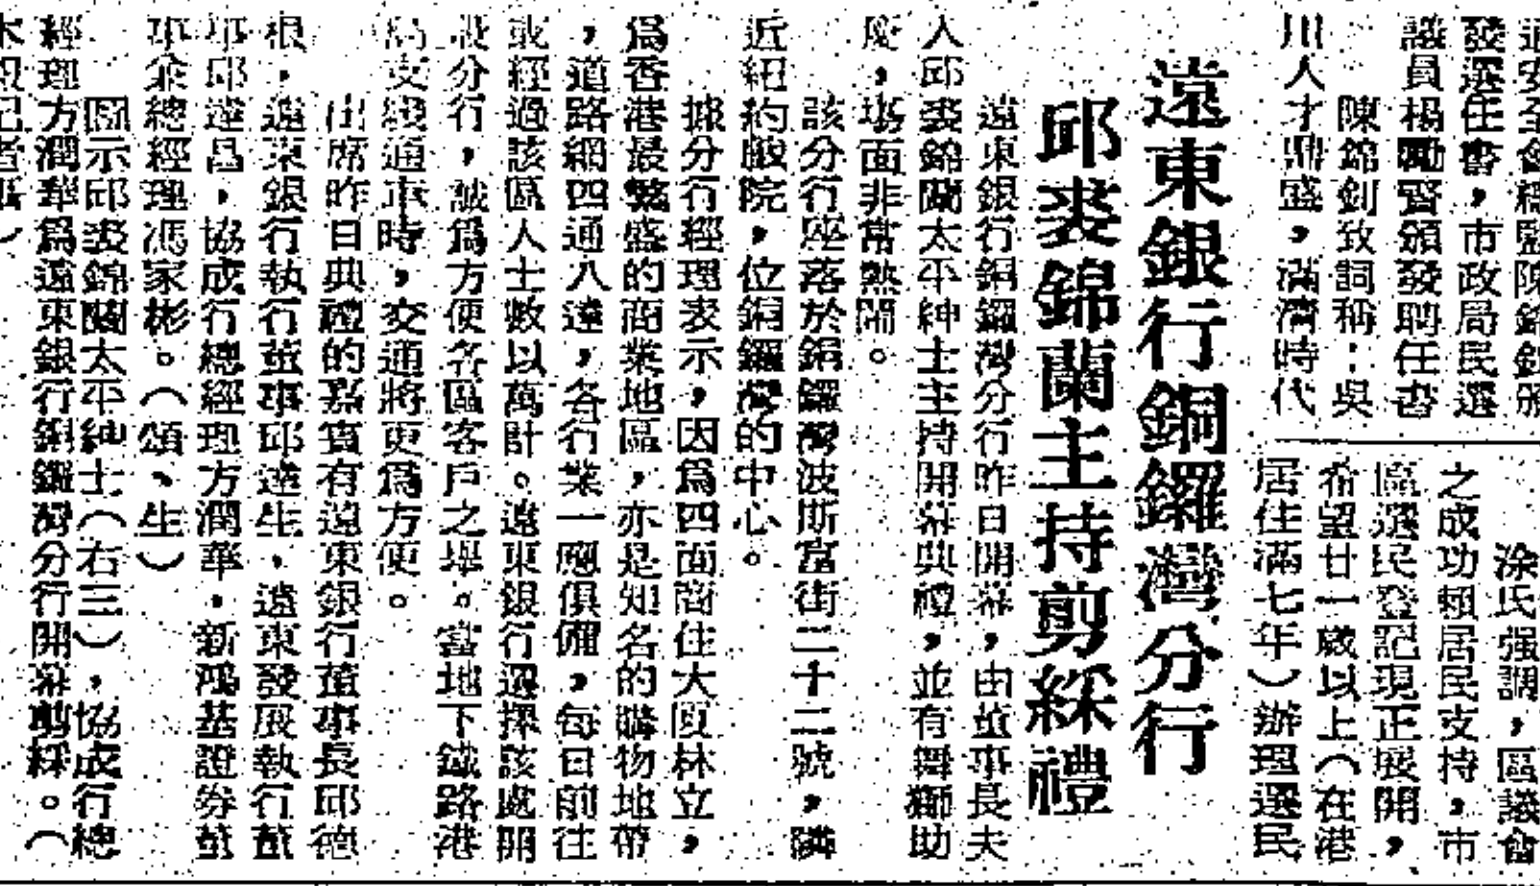 發選任書，市政局民選
議員楊勵賢頒發聘任書
陳錦釗致詞稱：吳
川人才鼎盛，滿濟時代
涂氏强調，區議會
之成功賴居民支持，市
區選民登記現正展開，
希望廿一歲以上（在港
居住滿七年）辦理選民
遠東銀行銅鑼灣分行
邱裘錦蘭主持剪綵禮
遠東銀行銅鑼灣分行昨日開幕，由董事長夫
人邱裘錦蘭太平紳士主持開幕典禮，並有舞獅助
慶，場面非常熱鬧。
該分行座落於銅鑼灣波斯富街二十二號，隣
近紐約戲院，位銅鑼灣的中心。
據分行經理表示，因爲四面商住大厦林立，
爲香港最繁盛的商業地區，亦是知名的購物地帶
，道路網四通八達，各行業一應俱備，每日前往
或經過該區人士數以萬計。遠東銀行選擇該處開
設分行，誠爲方便各區客戶之舉。當地下鐵路港
島支綫通車時，交通將更爲方便。
出席昨日典禮的嘉賓有遠東銀行董事長邱德
根，遠東銀行執行董事邱達生，遠東發展執行董
事邱達昌，協成行總經理方潤華，新鴻基證券董
事兼總經理馮家彬。（頌、生）
圖示邱裘錦蘭太平紳士（右三），協成行總
經理方潤華爲遠東銀行銅鑼灣分行開幕剪綵。（
本報記者攝）